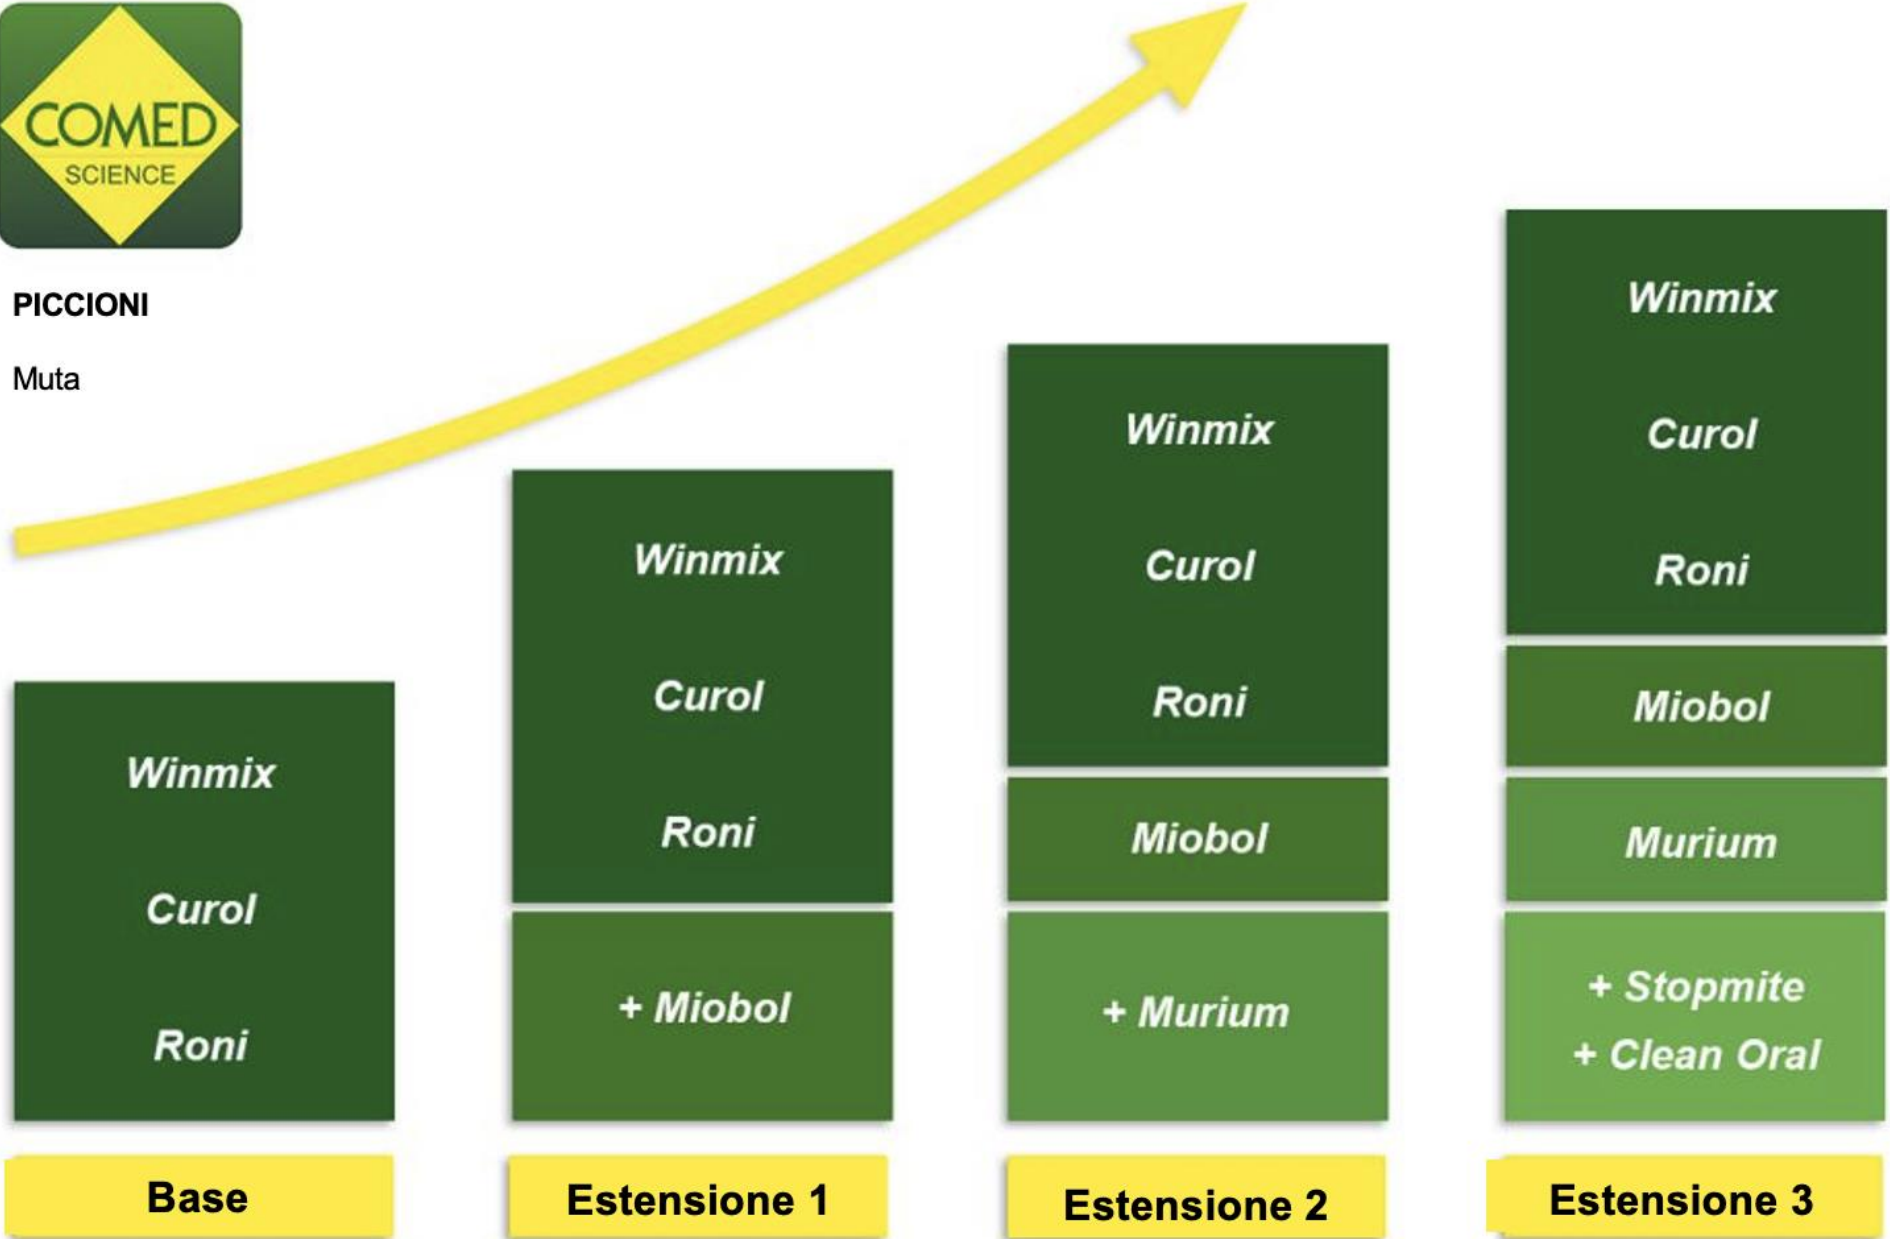 COMED
SCIENCE
PICCIONI
Muta
Winmix
Curol
Roni
Base
Winmix
Curol
Roni
+ Miobol
Estensione 1
Winmix
Curol
Roni
Miobol
+ Murium
Estensione 2
Winmix
Curol
Roni
Miobol
Murium
+ Stopmite
+ Clean Oral
Estensione 3